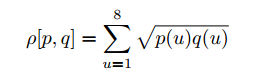 ρ[p, q] = ∑_{u=1}^{8} √(p(u)q(u))